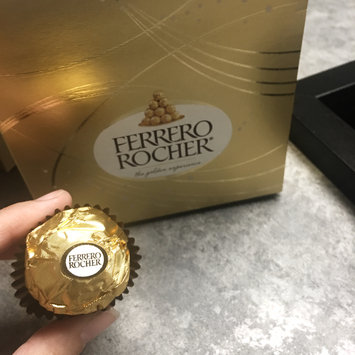 FERRERO
ROCHER
the golden experience
FERRERO
ROCHER